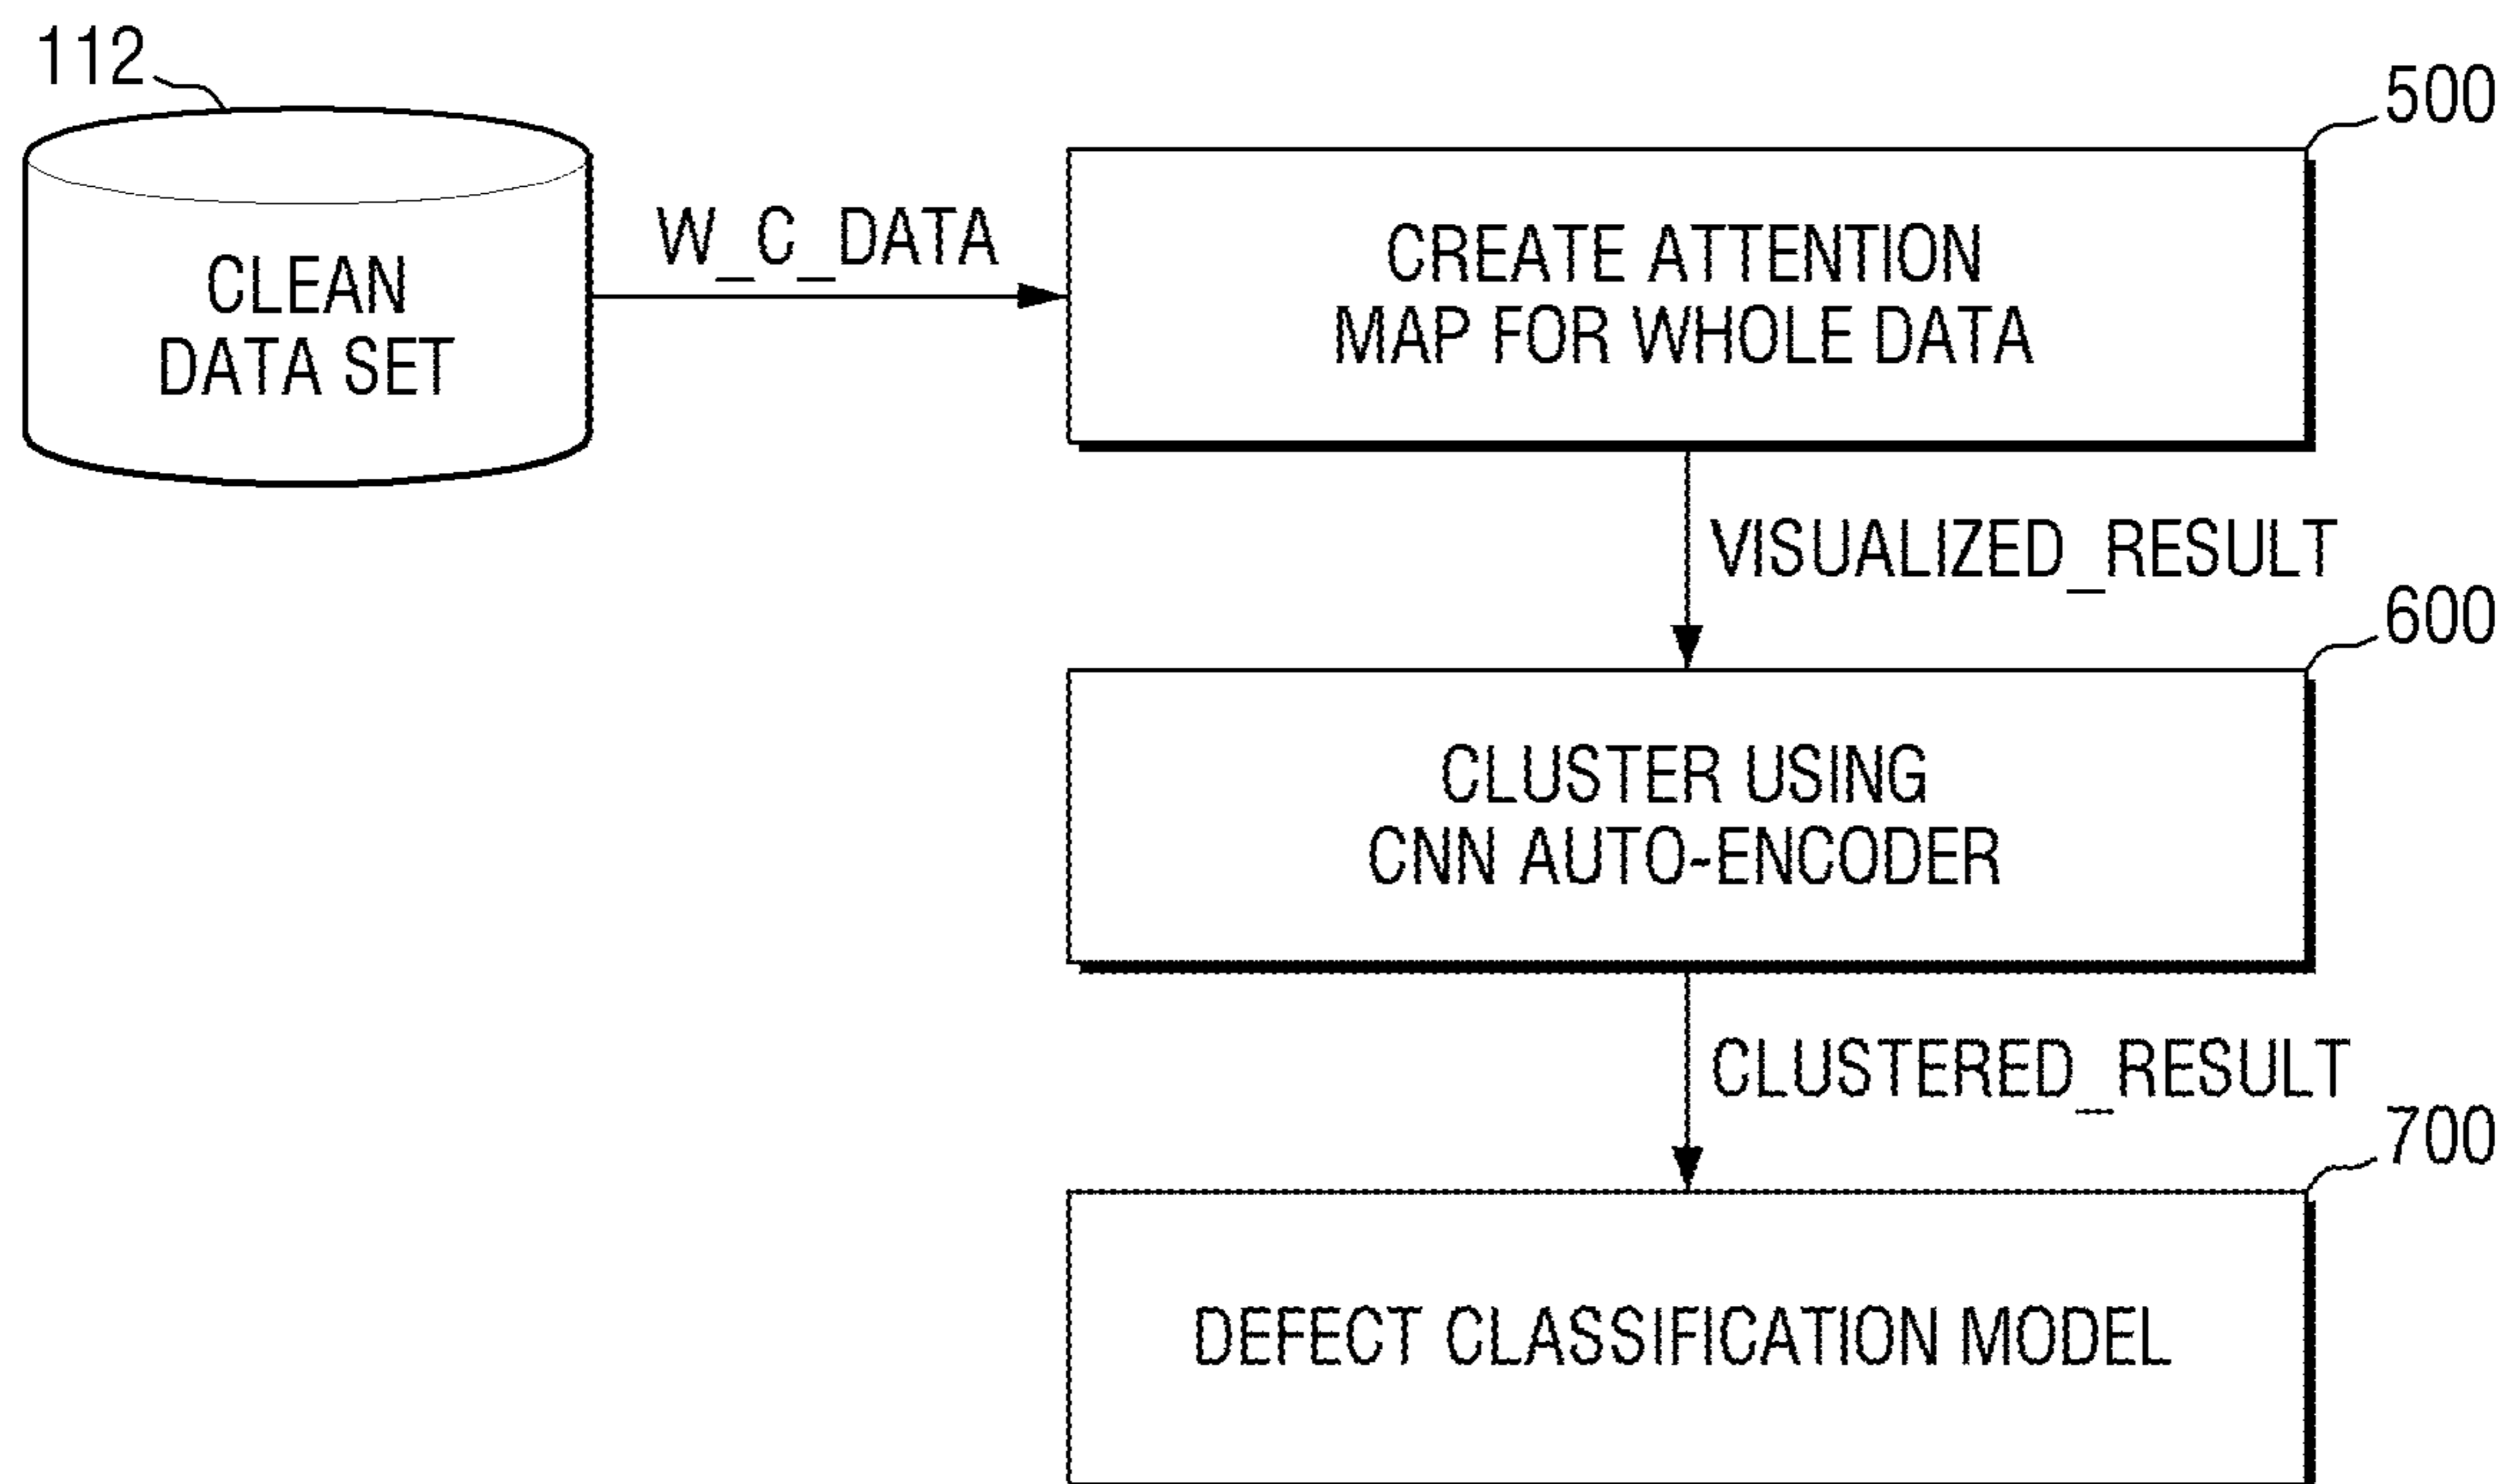 112
CLEAN
DATA SET
W_C_DATA
500
CREATE ATTENTION
MAP FOR WHOLE DATA
VISUALIZED_RESULT
600
CLUSTER USING
CNN AUTO-ENCODER
CLUSTERED_RESULT
700
DEFECT CLASSIFICATION MODEL